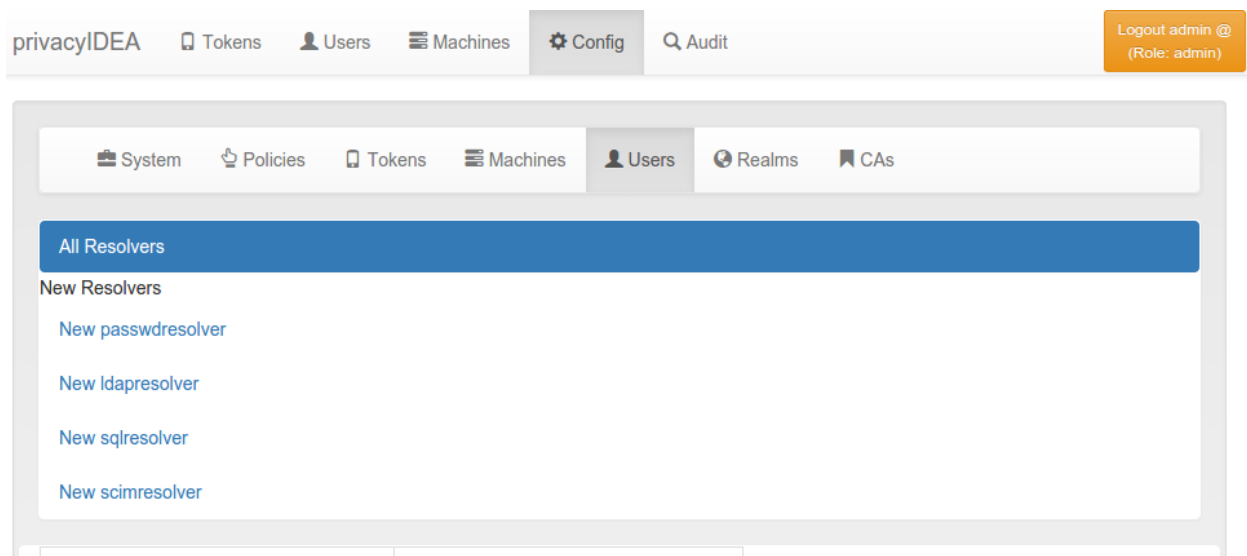 privacyIDEA Tokens Users Machines Config Audit Logout admin @
(Role: admin)
System Policies Tokens Machines Users Realms CAs
All Resolvers
New Resolvers
New passwdresolver
New ldapresolver
New sqlresolver
New scimresolver